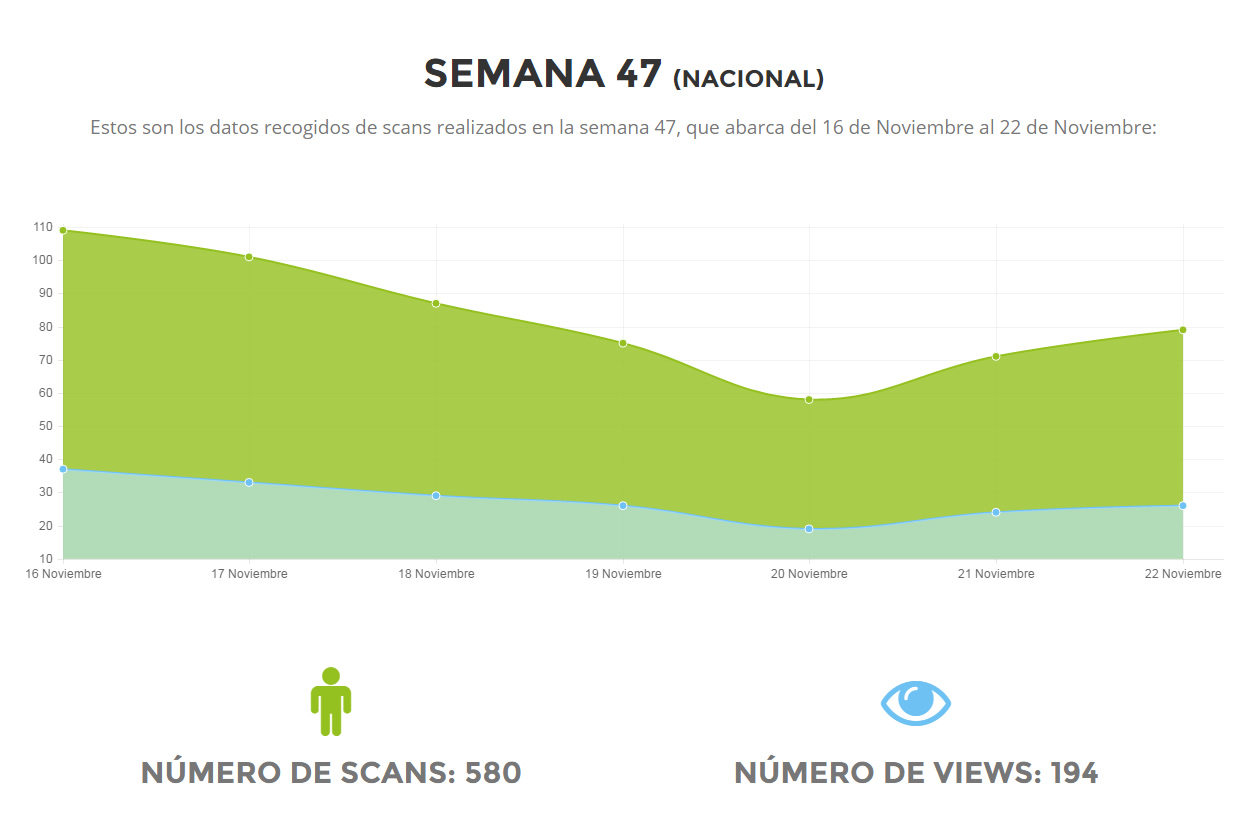 SEMANA 47 (NACIONAL)
Estos son los datos recogidos de scans realizados en la semana 47, que abarca del 16 de Noviembre al 22 de Noviembre:
110
100
90
80
70
60
50
40
30
20
10
16 Noviembre 17 Noviembre 18 Noviembre 19 Noviembre 20 Noviembre 21 Noviembre 22 Noviembre
NÚMERO DE SCANS: 580 NÚMERO DE VIEWS: 194